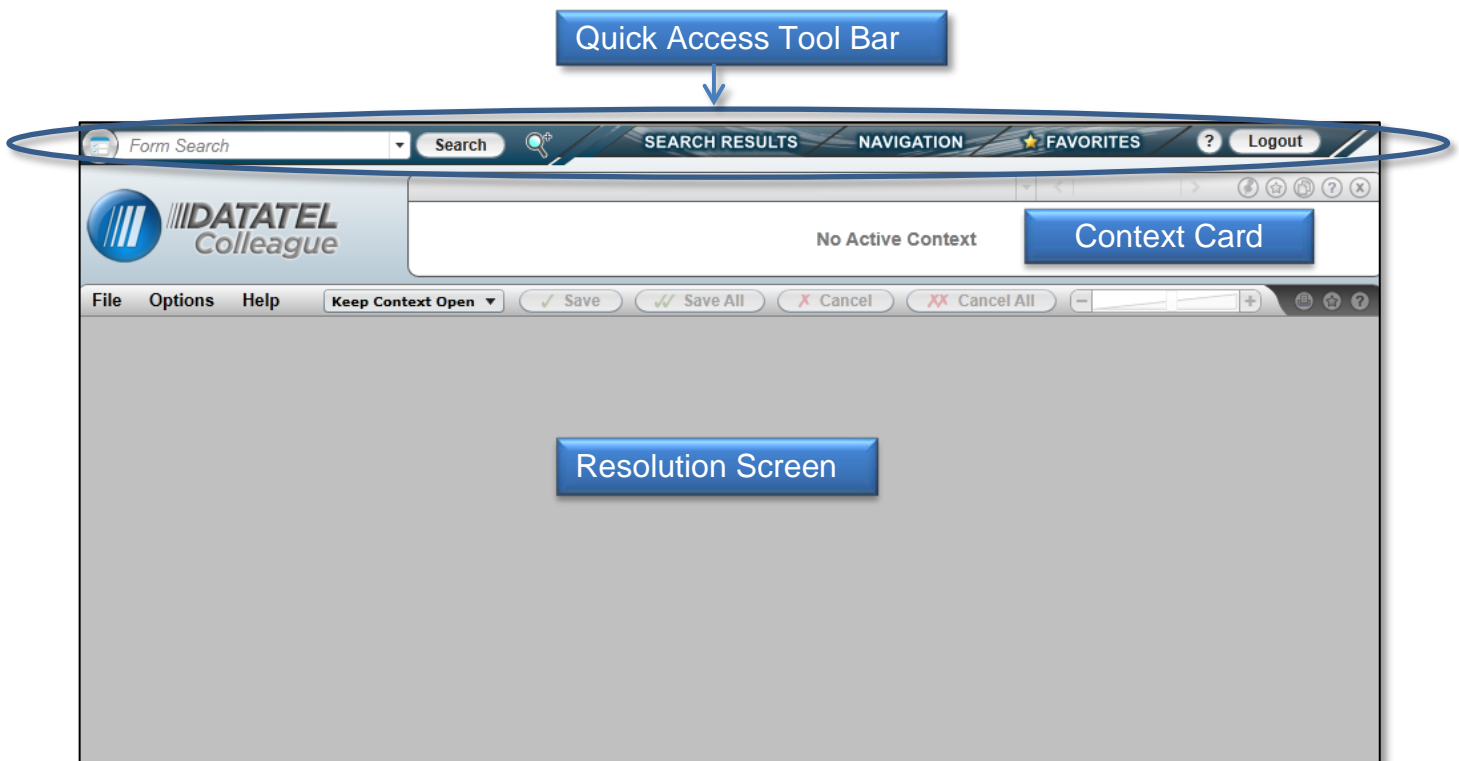 Quick Access Tool Bar
Form Search Search SEARCH RESULTS NAVIGATION FAVORITES ? Logout
?
DATATEL
Colleague
No Active Context
Context Card
File Options Help Keep Context Open Save Save All Cancel Cancel All ?
Resolution Screen